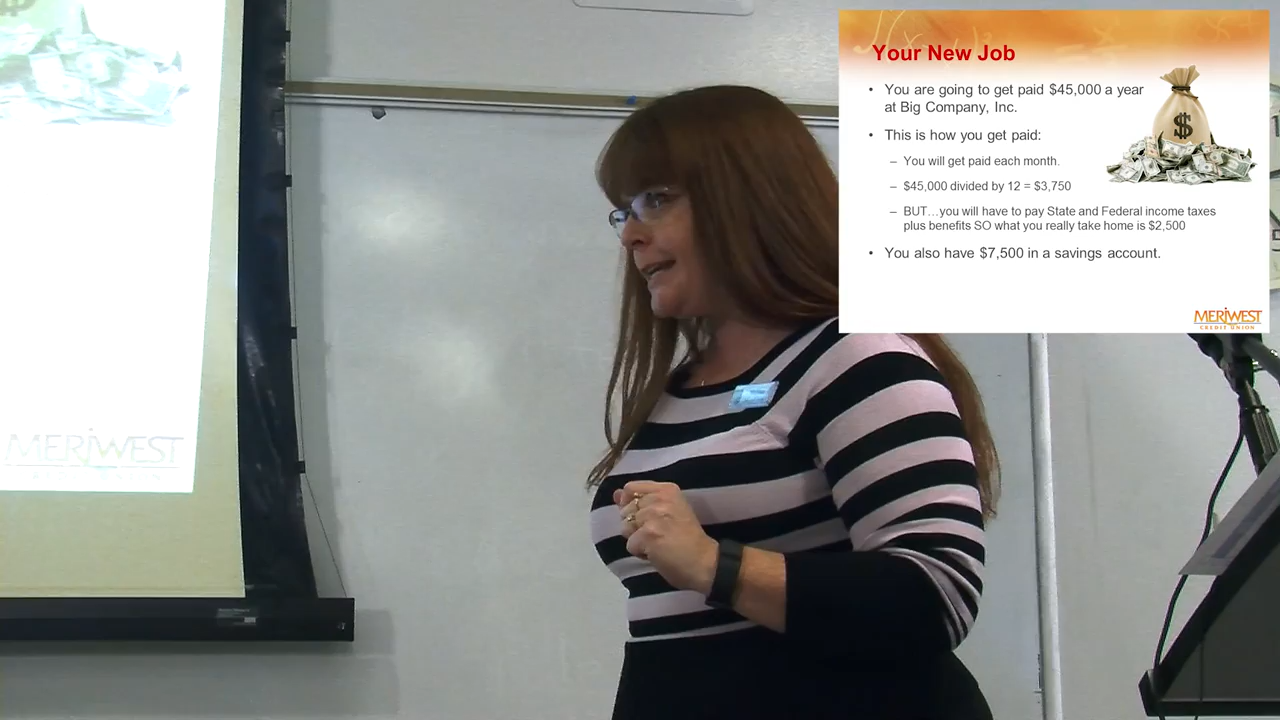 Your New Job
• You are going to get paid $45,000 a year
at Big Company, Inc.
• This is how you get paid:
– You will get paid each month.
– $45,000 divided by 12 = $3,750
– BUT…you will have to pay State and Federal income taxes
plus benefits SO what you really take home is $2,500
• You also have $7,500 in a savings account.
MERIWEST
CREDIT UNION
MERIWEST